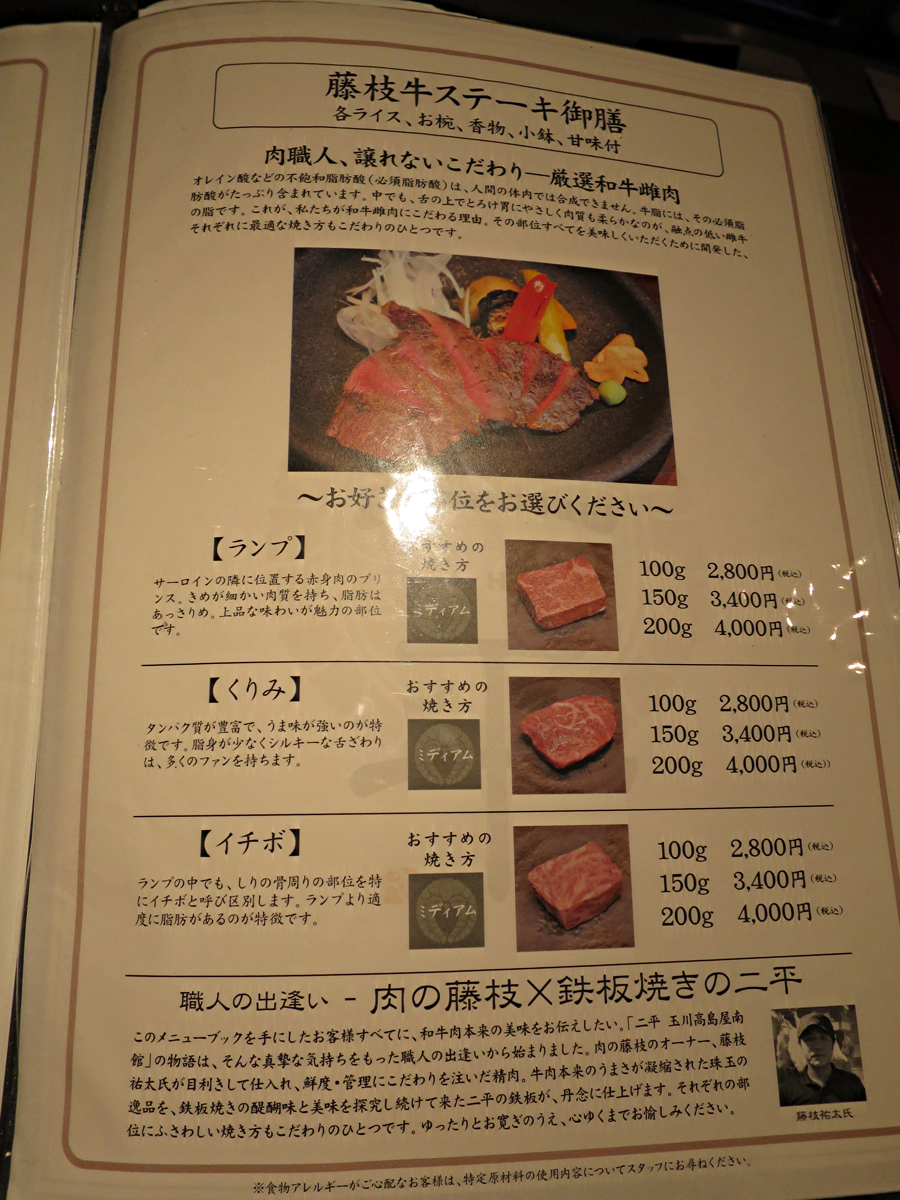 藤枝牛ステーキ御膳
各ライス、お椀、香物、小鉢、甘味付
肉職人、譲れないこだわり―厳選和牛雌肉
オレイン酸などの不飽和脂肪酸(必須脂肪酸)は、人間の体内では合成できません。牛脂には、その必須脂
肪酸がたっぷり含まれています。中でも、舌の上でとろけ胃にやさしく肉質も柔らかなのが、融点の低い雌牛
の脂です。これが、私たちが和牛雌肉にこだわる理由。その部位すべてを美味しくいただくために開発した、
それぞれに最適な焼き方もこだわりのひとつです。
～お好き 位をお選びください～
【ランプ】
サーロインの隣に位置する赤身肉のプリ
ンス。きめが細かい肉質を持ち、脂肪は
あっさりめ。上品な味わいが魅力の部位
です。
すすめの
焼き方
ミディアム
100g 2,800円(税込)
150g 3,400円(税込)
200g 4,000円(税込)
【くりみ】
タンパク質が豊富で、うま味が強いのが特
徴です。脂身が少なくシルキーな舌ざわり
は、多くのファンを持ちます。
おすすめの
焼き方
ミディアム
100g 2,800円(税込)
150g 3,400円(税込)
200g 4,000円(税込))
【イチボ】
ランプの中でも、しりの骨周りの部位を特
にイチボと呼び区別します。ランプより適
度に脂肪があるのが特徴です。
おすすめの
焼き方
ミディアム
100g 2,800円(税込)
150g 3,400円(税込)
200g 4,000円(税込)
職人の出逢い - 肉の藤枝×鉄板焼きの二平
このメニューブックを手にしたお客様すべてに、和牛肉本来の美味をお伝えしたい。「二平 玉川高島屋南
館」の物語は、そんな真摯な気持ちをもった職人の出逢いから始まりました。肉の藤枝のオーナー、藤枝
祐太氏が目利きして仕入れ、鮮度・管理にこだわりを注いだ精肉。牛肉本来のうまさが凝縮された珠玉の
逸品を、鉄板焼きの醍醐味と美味を探究し続けて来た二平の鉄板が、丹念に仕上げます。それぞれの部
位にふさわしい焼き方もこだわりのひとつです。ゆったりとお寛ぎのうえ、心ゆくまでお愉しみください。
藤枝祐太氏
※食物アレルギーがご心配なお客様は、特定原材料の使用内容についてスタッフにお尋ねください。